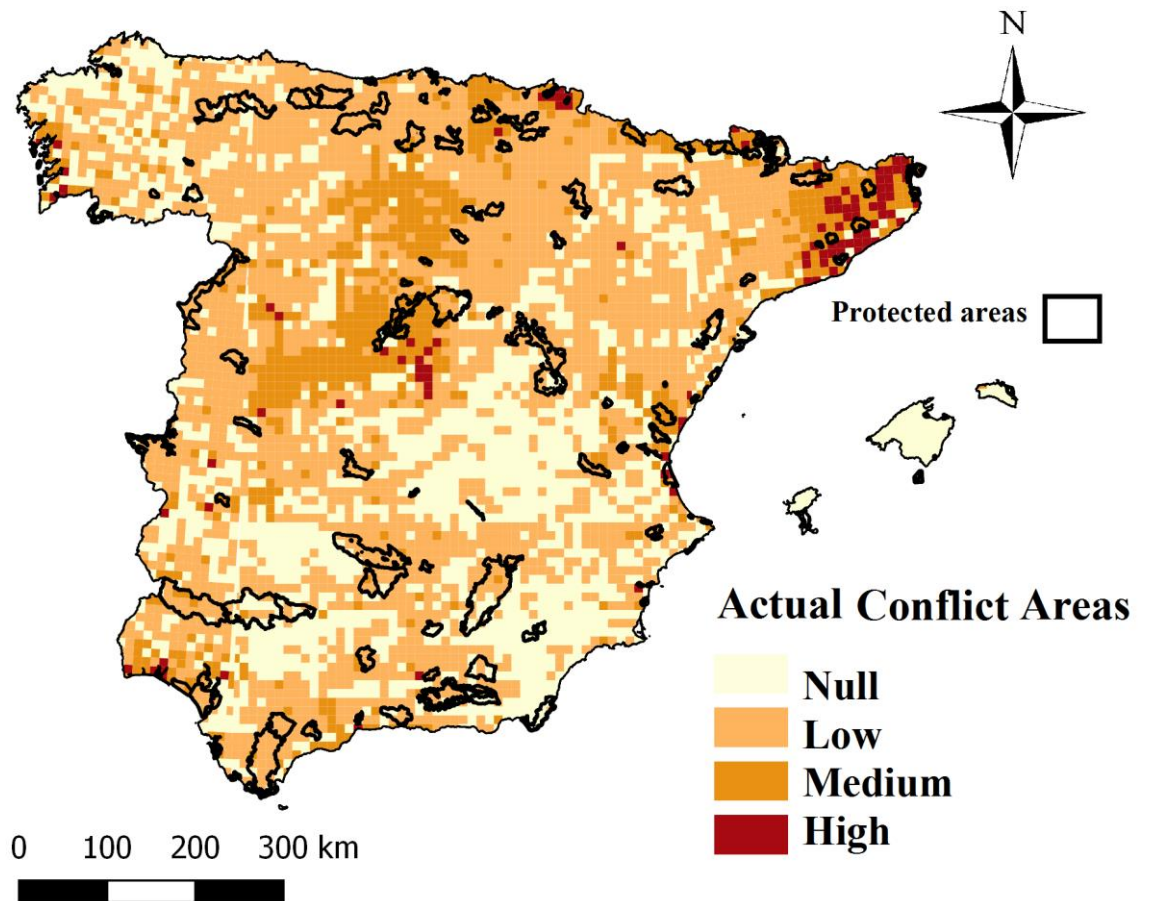 N
Protected areas
Actual Conflict Areas
Null
Low
Medium
High
0 100 200 300 km